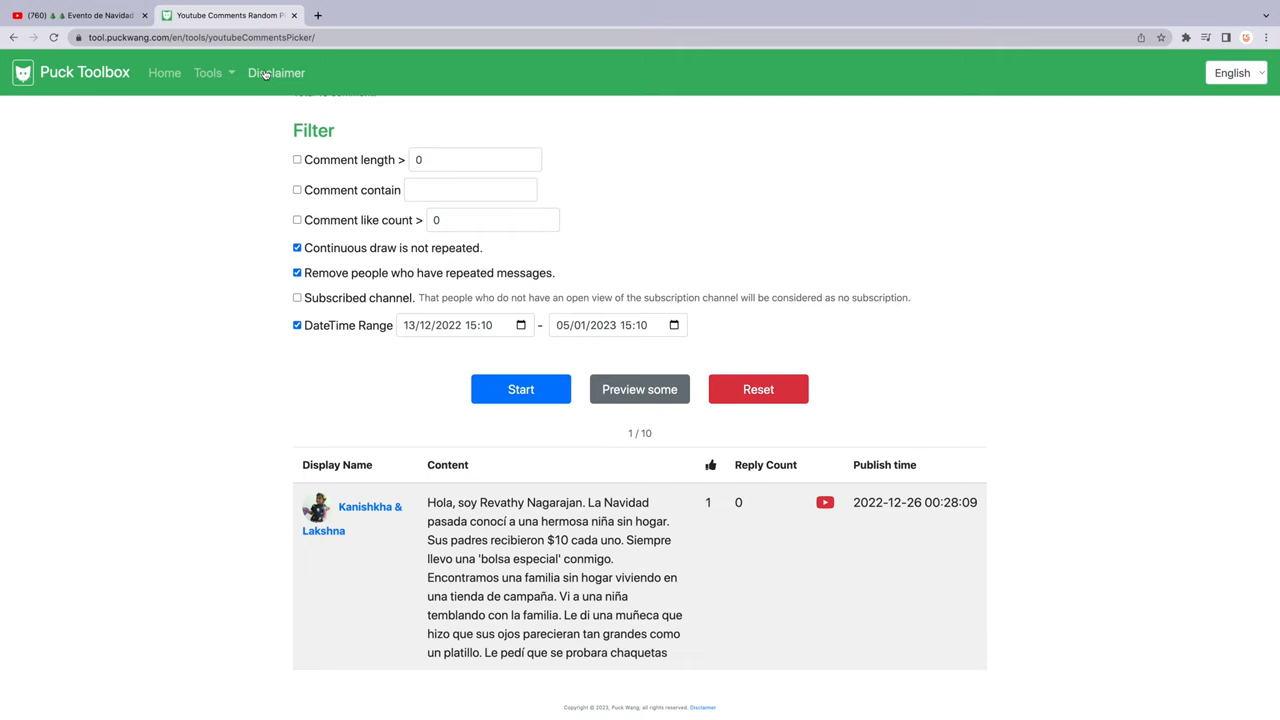 (760) 🎄🎄 Evento de Navidad
Youtube Comments Random P
tool.puckwang.com/en/tools/youtubeCommentsPicker/
Puck Toolbox Home Tools Disclaimer English
Filter
Comment length > 0
Comment contain
Comment like count > 0
Continuous draw is not repeated.
Remove people who have repeated messages.
Subscribed channel. That people who do not have an open view of the subscription channel will be considered as no subscription.
DateTime Range 13/12/2022 15:10 - 05/01/2023 15:10
Start Preview some Reset
1 / 10
Display Name Content Reply Count Publish time
Kanishkha & Lakshna
Hola, soy Revathy Nagarajan. La Navidad 1 0 2022-12-26 00:28:09
pasada conocí a una hermosa niña sin hogar.
Sus padres recibieron $10 cada uno. Siempre
llevo una 'bolsa especial' conmigo.
Encontramos una familia sin hogar viviendo en
una tienda de campaña. Vi a una niña
temblando con la familia. Le di una muñeca que
hizo que sus ojos parecieran tan grandes como
un platillo. Le pedí que se probara chaquetas
Copyright © 2023, Puck Wang; all rights reserved. Disclaimer